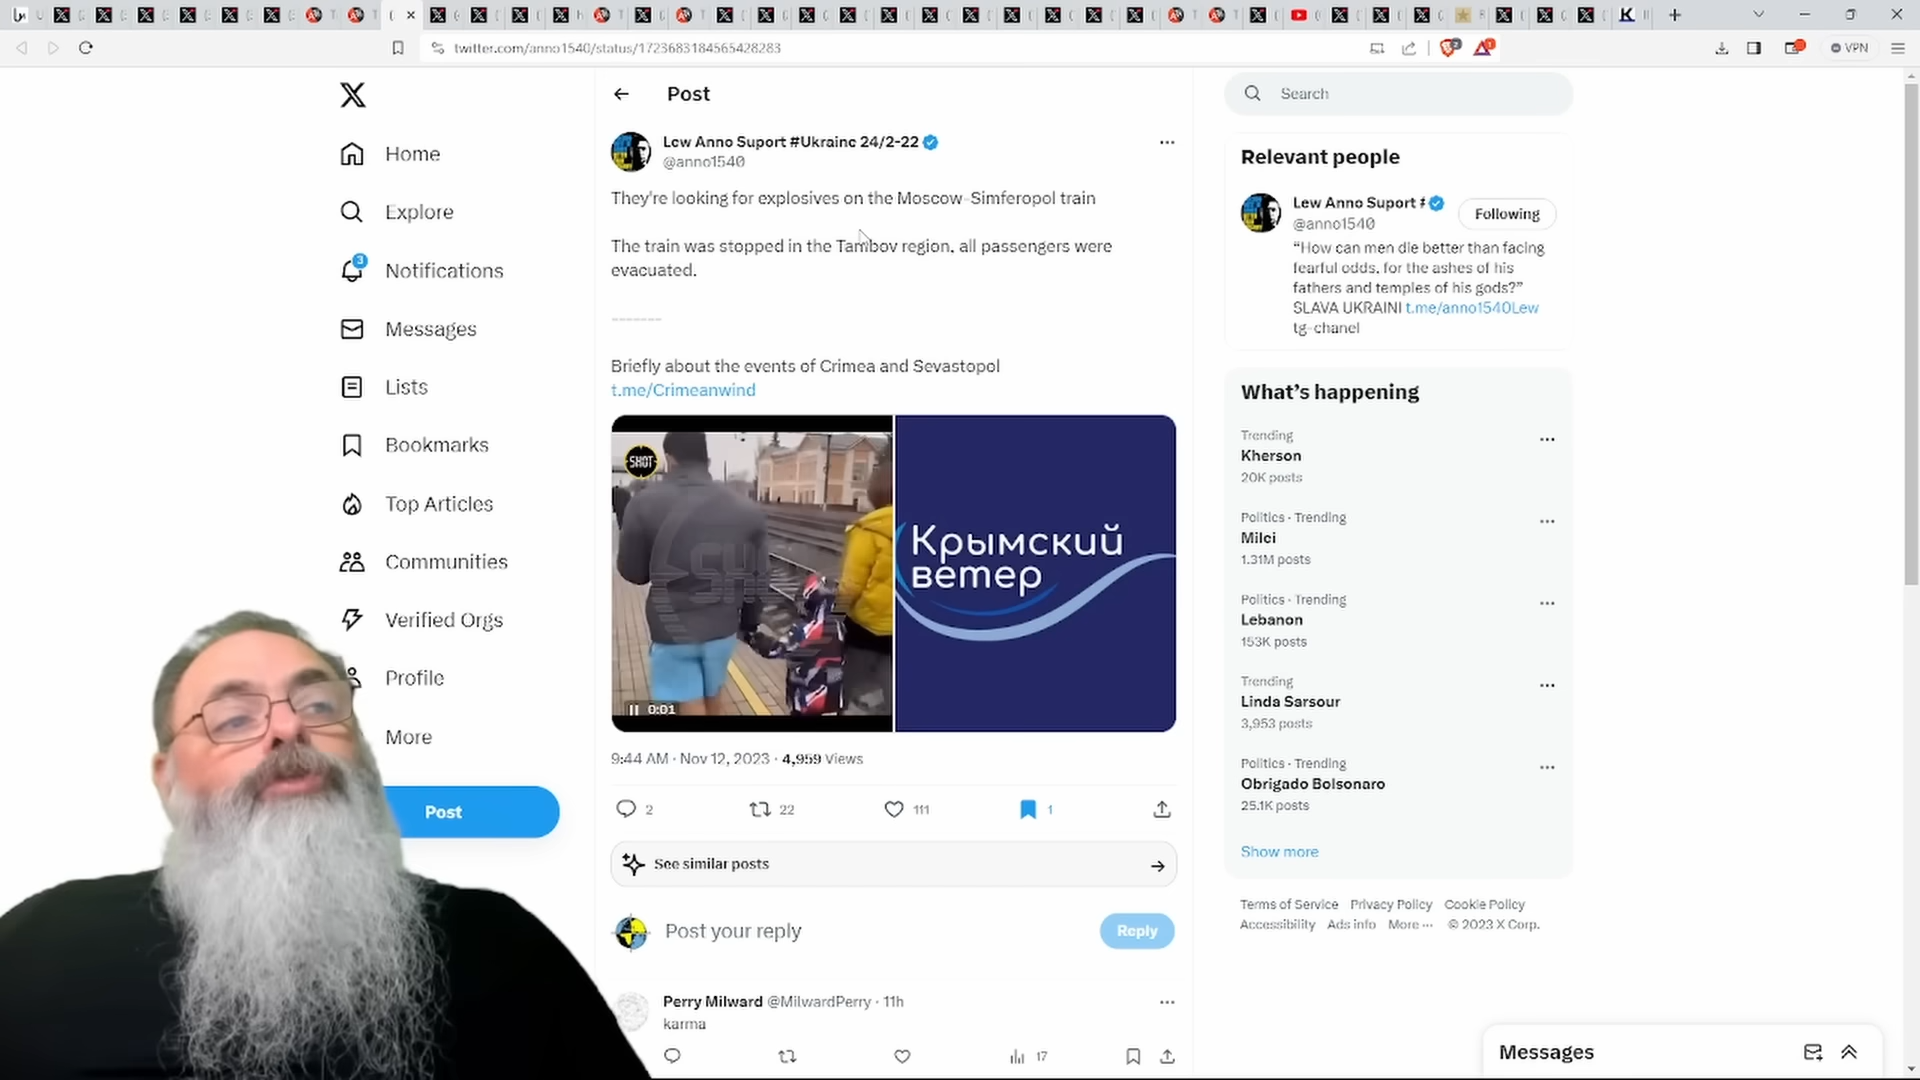 twitter.com/anno1540/status/1723683184565428283
VPN
Post
Search
Home
Explore
3
Notifications
Messages
Lists
Bookmarks
Top Articles
Communities
Verified Orgs
Profile
More
Post
Lew Anno Suport #Ukraine 24/2-22
@anno1540
They're looking for explosives on the Moscow-Simferopol train
The train was stopped in the Tambov region, all passengers were
evacuated.
-------
Briefly about the events of Crimea and Sevastopol
t.me/Crimeanwind
SHOT
0:01
Крымский
ветер
9:44 AM · Nov 12, 2023 · 4,959 Views
2
22
111
1
See similar posts
Post your reply
Reply
Perry Milward @MilwardPerry · 11h
karma
17
Relevant people
Lew Anno Suport #
@anno1540
Following
“How can men die better than facing
fearful odds, for the ashes of his
fathers and temples of his gods?”
SLAVA UKRAINI t.me/anno1540Lew
tg-chanel
What’s happening
Trending
Kherson
20K posts
Politics · Trending
Milei
1.31M posts
Politics · Trending
Lebanon
153K posts
Trending
Linda Sarsour
3,953 posts
Politics · Trending
Obrigado Bolsonaro
25.1K posts
Show more
Terms of Service Privacy Policy Cookie Policy
Accessibility Ads info More ··· © 2023 X Corp.
Messages